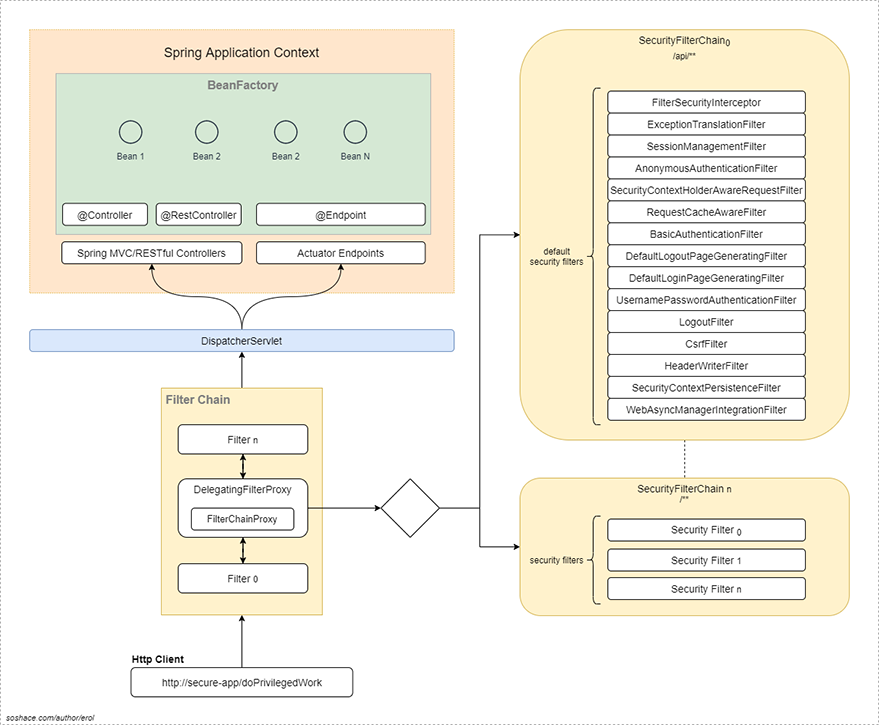 Spring Application Context
BeanFactory
Bean 1
Bean 2
Bean 2
Bean N
@Controller
@RestController
@Endpoint
Spring MVC/RESTful Controllers
Actuator Endpoints
DispatcherServlet
Filter Chain
Filter n
DelegatingFilterProxy
FilterChainProxy
Filter 0
Http Client
http://secure-app/doPrivilegedWork
SecurityFilterChain0
/api/**
default
security filters
FilterSecurityInterceptor
ExceptionTranslationFilter
SessionManagementFilter
AnonymousAuthenticationFilter
SecurityContextHolderAwareRequestFilter
RequestCacheAwareFilter
BasicAuthenticationFilter
DefaultLogoutPageGeneratingFilter
DefaultLoginPageGeneratingFilter
UsernamePasswordAuthenticationFilter
LogoutFilter
CsrfFilter
HeaderWriterFilter
SecurityContextPersistenceFilter
WebAsyncManagerIntegrationFilter
SecurityFilterChain n
/**
security filters
Security Filter 0
Security Filter 1
Security Filter n
soshace.com/author/erol